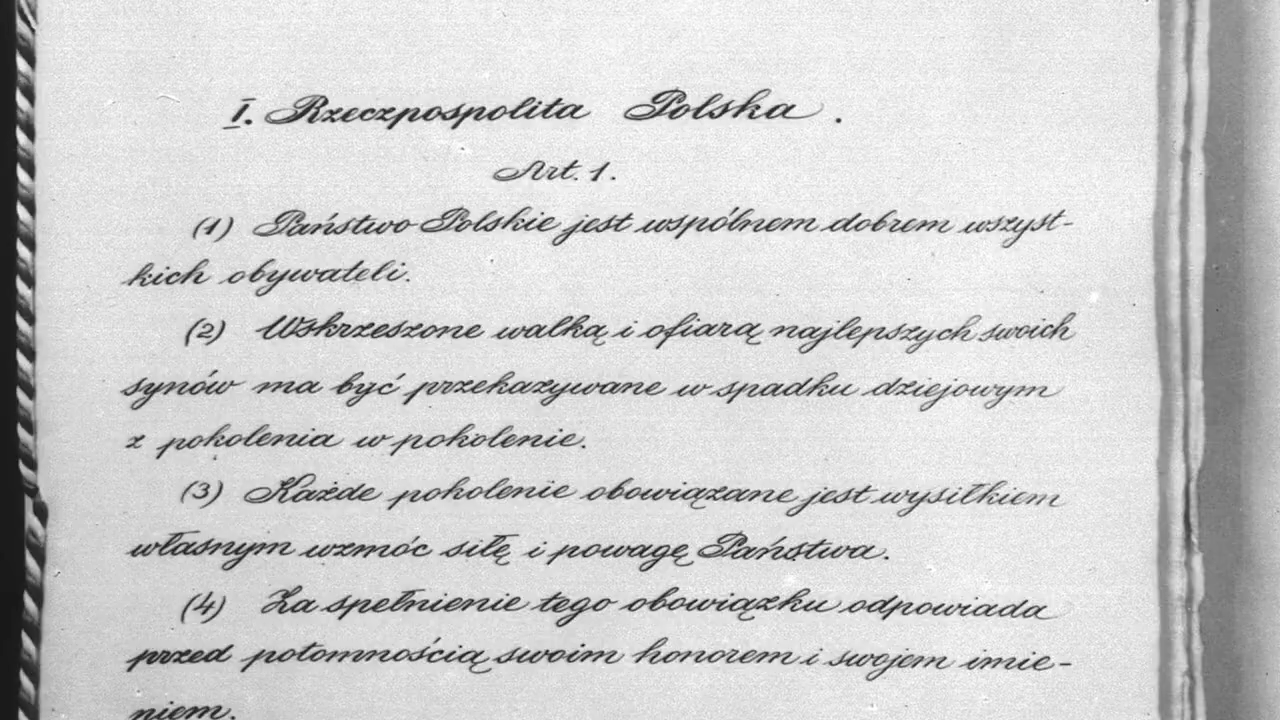 I. Rzeczpospolita Polska.
Art. 1.
(1) Państwo Polskie jest wspólnem dobrem wszyst-
kich obywateli.
(2) Wskrzeszone walką i ofiarą najlepszych swoich
synów ma być przekazywane w spadku dziejowym
z pokolenia w pokolenie.
(3) Każde pokolenie obowiązane jest wysiłkiem
własnym wzmóc siłę i powagę Państwa.
(4) Za spełnienie tego obowiązku odpowiada
przed potomnością swoim honorem i swojem imie-
niem.